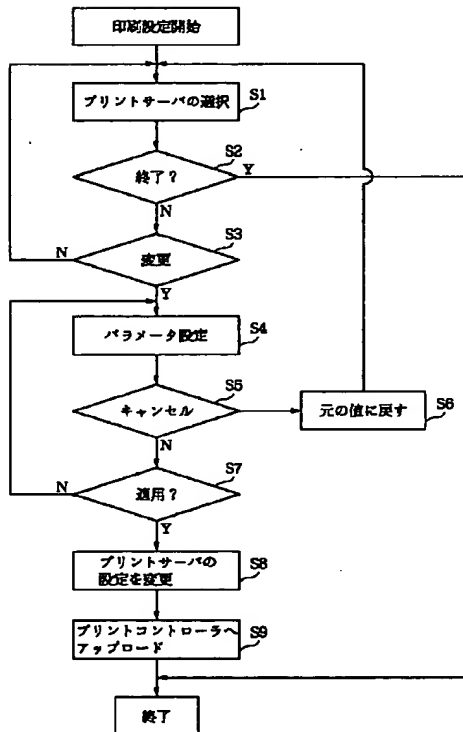 印刷設定開始
プリントサーバの選択
S1
終了？
S2
Y
N
変更
S3
N
Y
パラメータ設定
S4
キャンセル
S5
元の値に戻す
S6
N
適用？
S7
N
Y
プリントサーバの
設定を変更
S8
プリントコントローラへ
アップロード
S9
終了